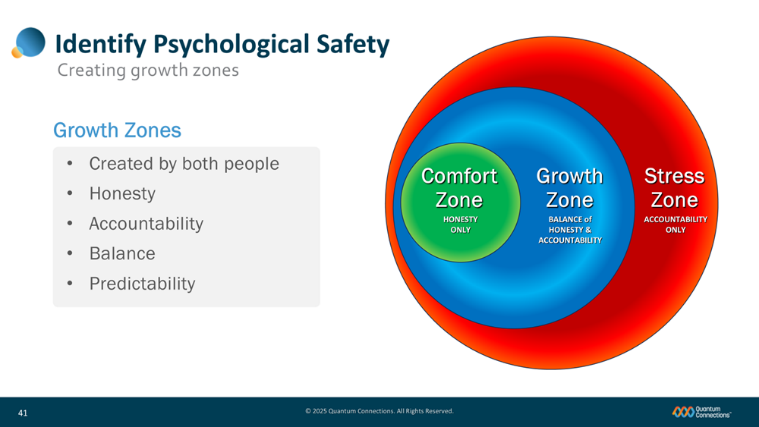 Identify Psychological Safety
Creating growth zones
Growth Zones
• Created by both people
• Honesty
• Accountability
• Balance
• Predictability
Comfort
Zone
HONESTY
ONLY
Growth
Zone
BALANCE of
HONESTY &
ACCOUNTABILITY
Stress
Zone
ACCOUNTABILITY
ONLY
41
© 2025 Quantum Connections. All Rights Reserved.
Quantum
Connections™